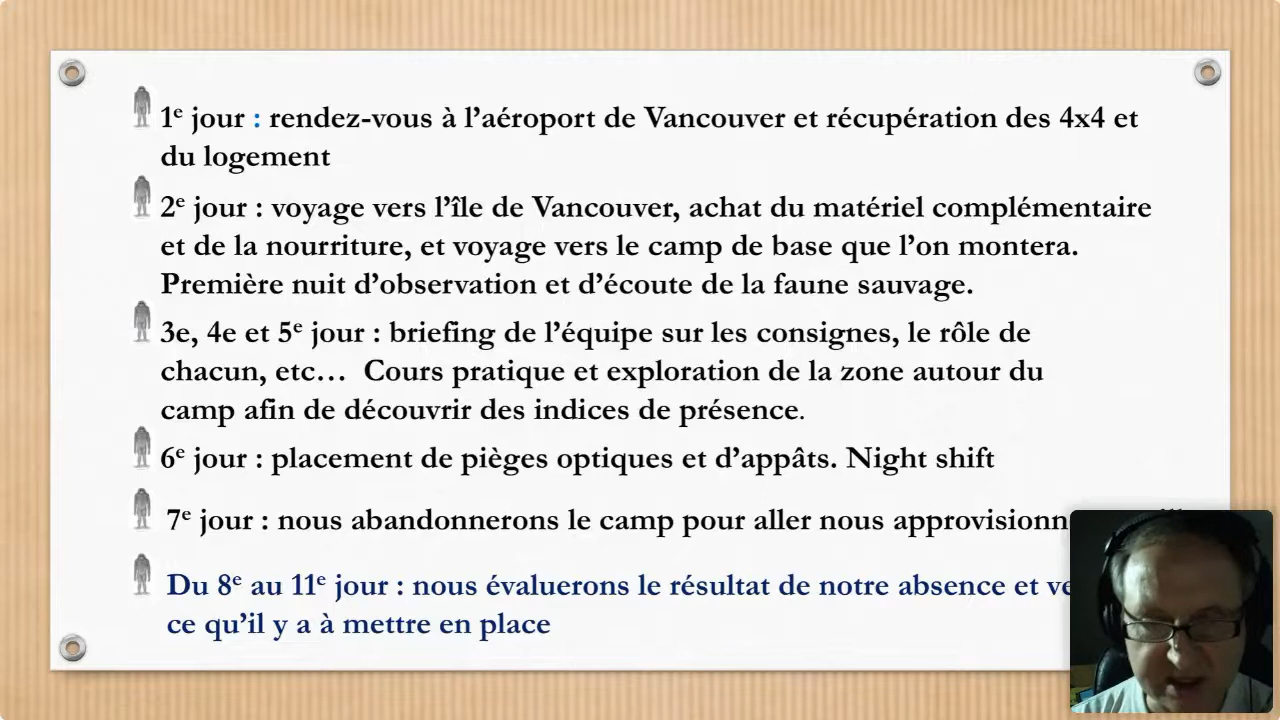 1e jour : rendez-vous à l’aéroport de Vancouver et récupération des 4x4 et
du logement
2e jour : voyage vers l’île de Vancouver, achat du matériel complémentaire
et de la nourriture, et voyage vers le camp de base que l’on montera.
Première nuit d’observation et d’écoute de la faune sauvage.
3e, 4e et 5e jour : briefing de l’équipe sur les consignes, le rôle de
chacun, etc… Cours pratique et exploration de la zone autour du
camp afin de découvrir des indices de présence.
6e jour : placement de pièges optiques et d’appâts. Night shift
7e jour : nous abandonnerons le camp pour aller nous
Du 8e au 11e jour : nous évaluerons le résultat de notre absence et
ce qu’il y a à mettre en place